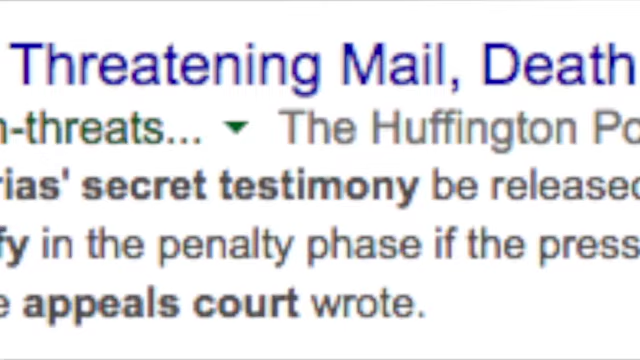 Threatening Mail, Death
n-threats... ▼ The Huffington Po
rias' secret testimony be released
fy in the penalty phase if the press
e appeals court wrote.